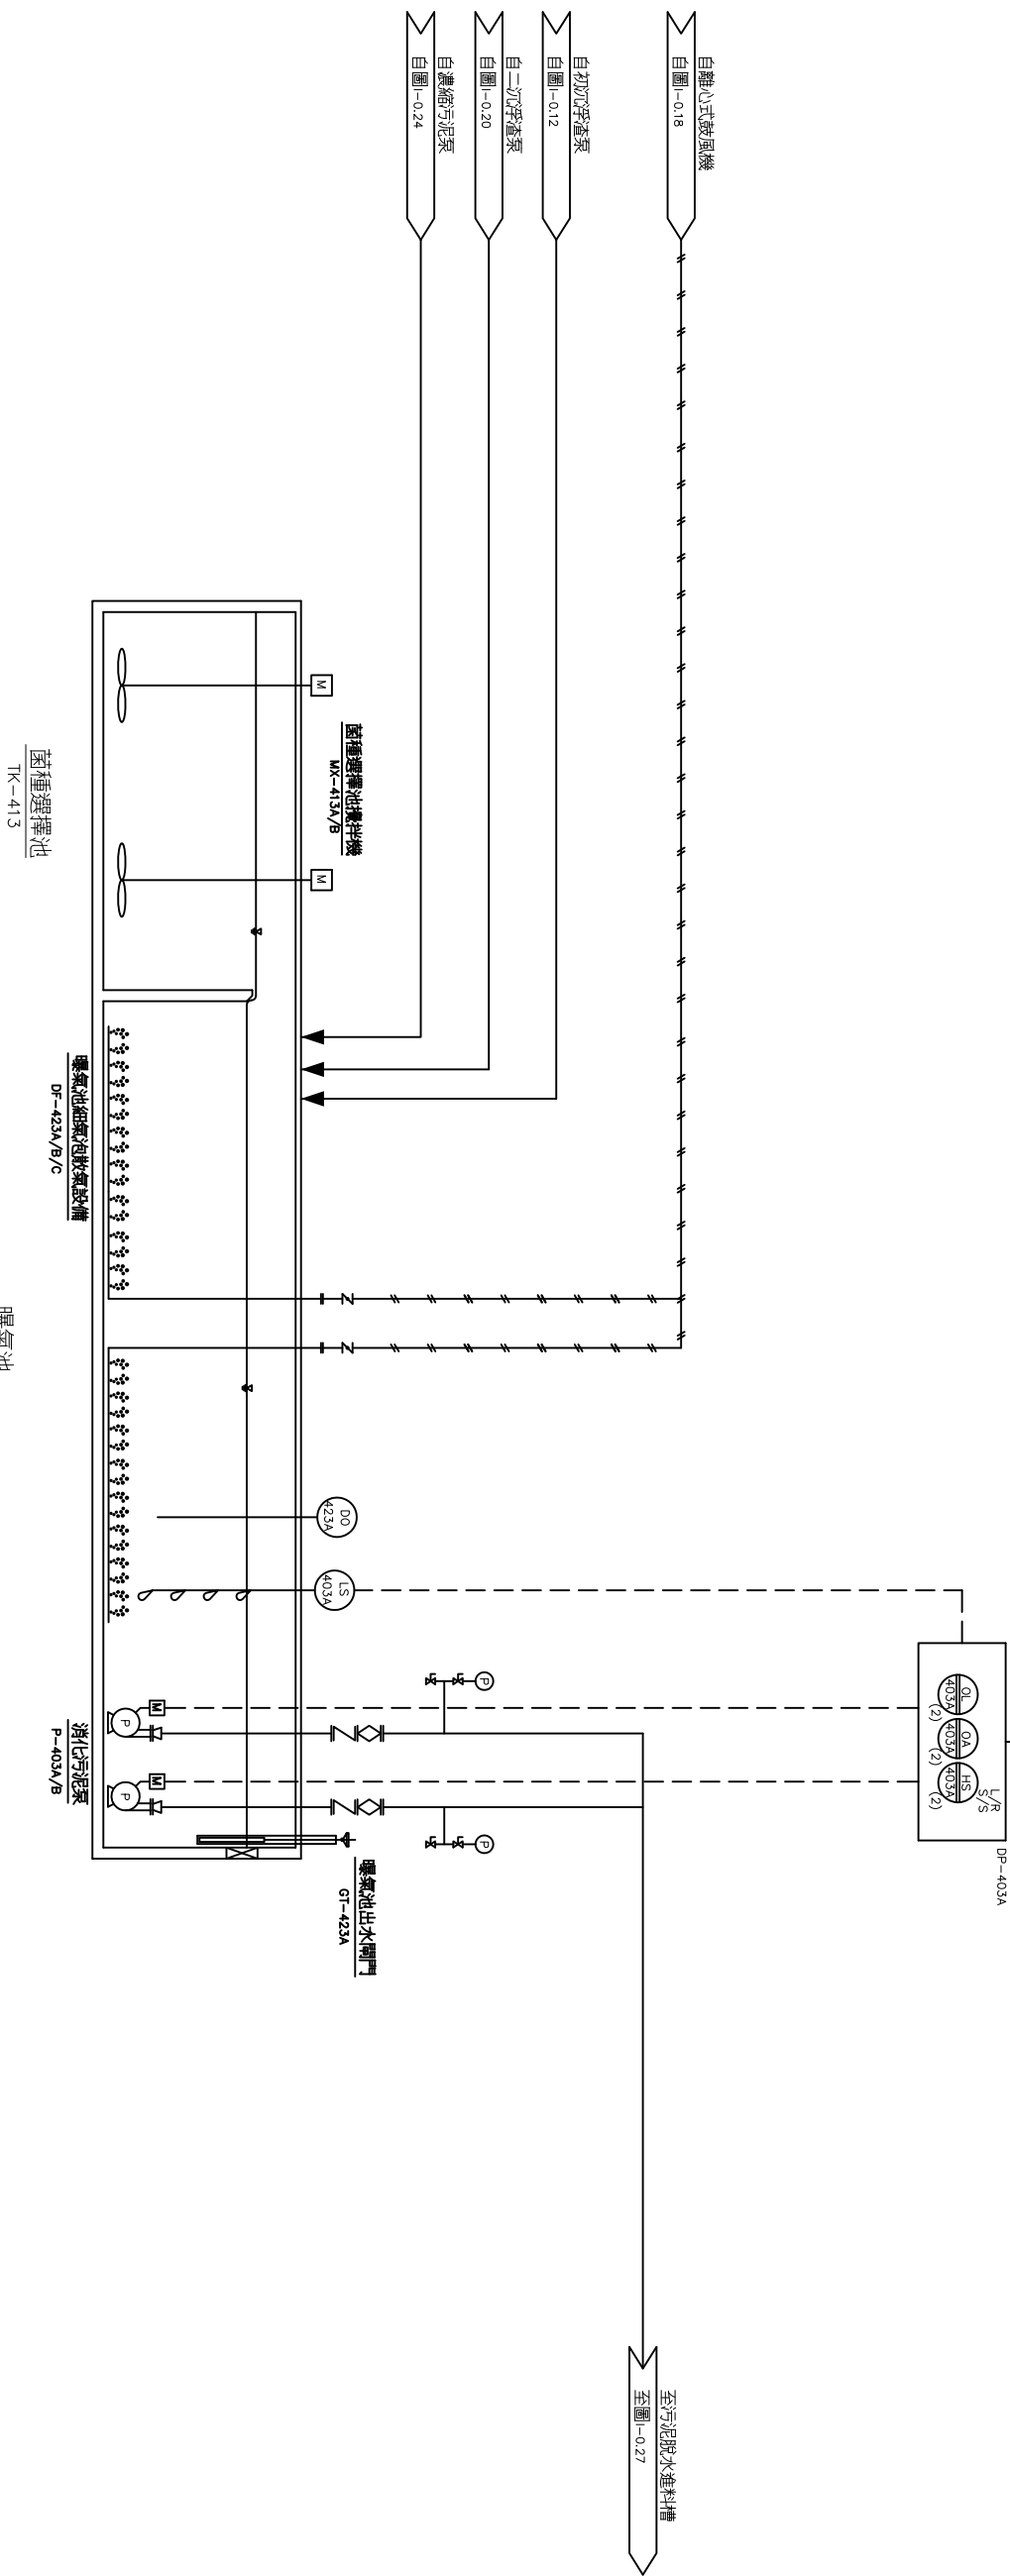 自離心式鼓風機
自圖I-0.18
自初沉浮渣泵
自圖I-0.12
自二沉浮渣泵
自圖I-0.20
自濃縮污泥泵
自圖I-0.24
L/R
S/S
HS
403A
(2)
OA
403A
(2)
OL
403A
(2)
DP-403A
至污泥脫水進料槽
至圖I-0.27
P
P
菌種選擇池攪拌機
MX-413A/B
M
M
DO
423A
LS
403A
曝氣池出水閘門
GT-423A
M
M
P
P
曝氣池細氣泡散氣設備
DF-423A/B/C
消化污泥泵
P-403A/B
菌種選擇池
TK-413
曝氣池